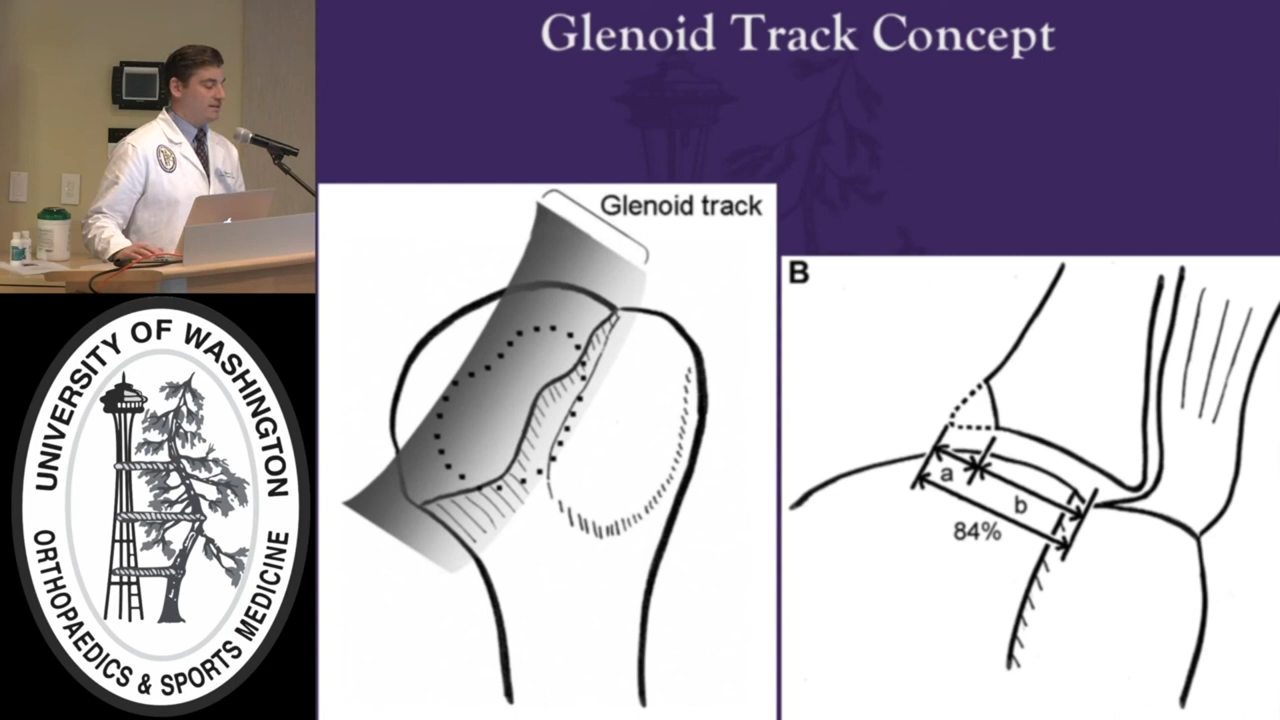 Glenoid Track Concept
Glenoid track
B
a
b
84%
UNIVERSITY OF WASHINGTON
ORTHOPAEDICS & SPORTS MEDICINE